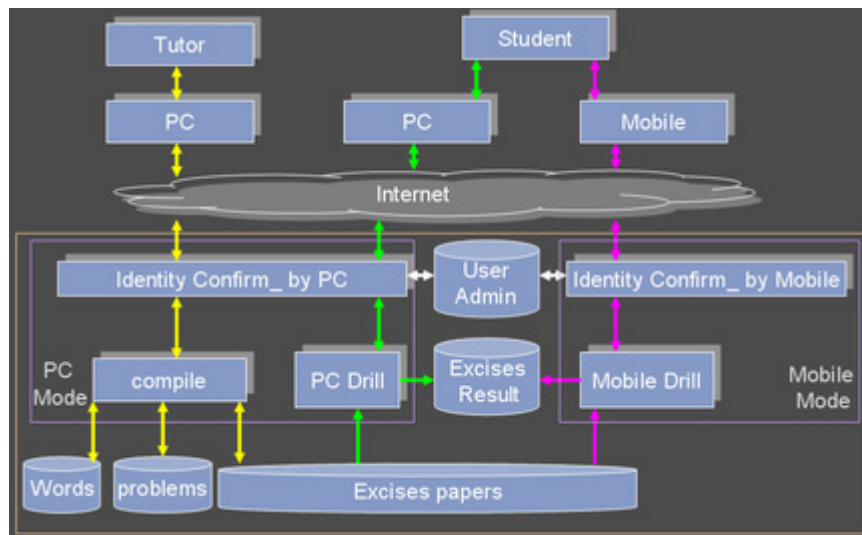 Tutor
Student
PC
PC
Mobile
Internet
Identity Confirm_ by PC
User
Admin
Identity Confirm_ by Mobile
PC
Mode
compile
PC Drill
Excises
Result
Mobile Drill
Mobile
Mode
Words
problems
Excises papers